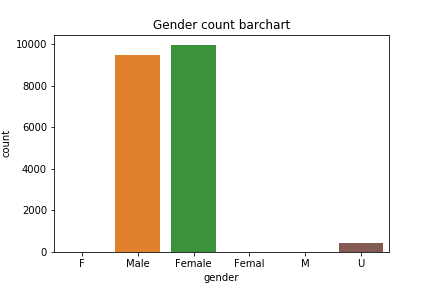 Gender count barchart
10000
8000
6000
4000
2000
0
count
F Male Female Femal M U
gender